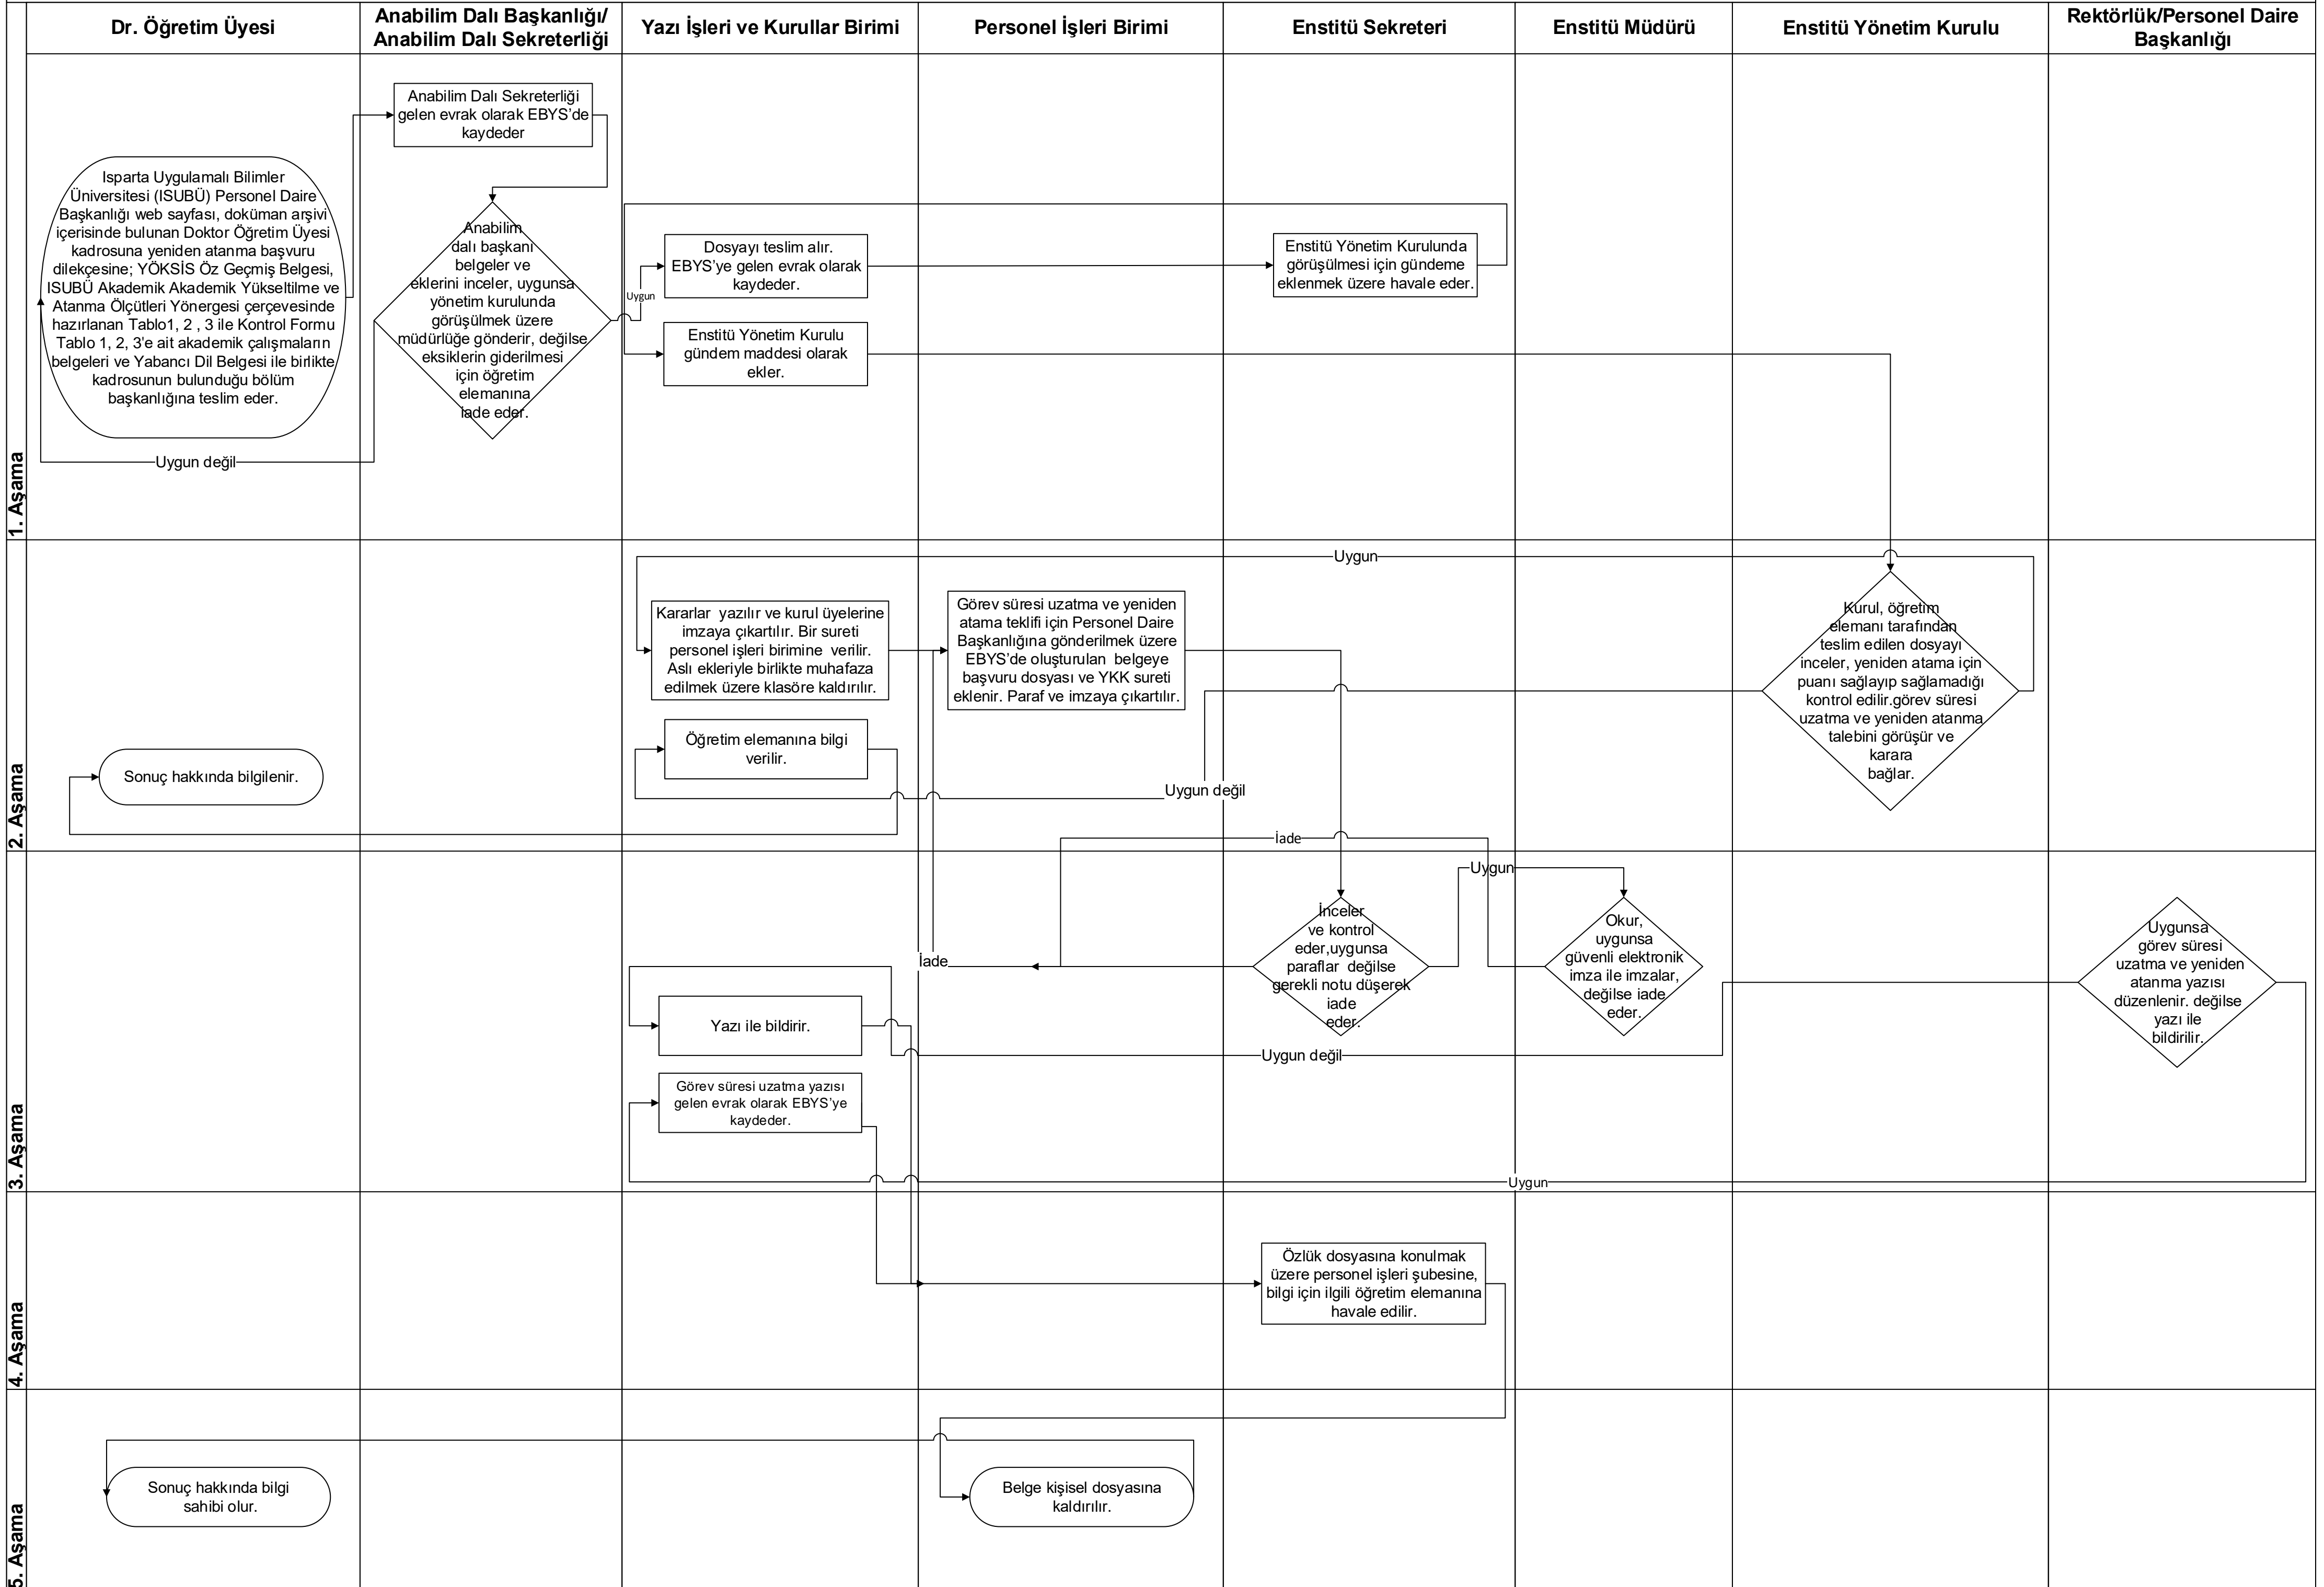 Dr. Öğretim Üyesi
Anabilim Dalı Başkanlığı/
Anabilim Dalı Sekreterliği
Yazı İşleri ve Kurullar Birimi
Personel İşleri Birimi
Enstitü Sekreteri
Enstitü Müdürü
Enstitü Yönetim Kurulu
Rektörlük/Personel Daire
Başkanlığı
1. Aşama
Isparta Uygulamalı Bilimler
Üniversitesi (ISUBÜ) Personel Daire
Başkanlığı web sayfası, doküman arşivi
içerisinde bulunan Doktor Öğretim Üyesi
kadrosuna yeniden atanma başvuru
dilekçesine; YÖKSİS Öz Geçmiş Belgesi,
ISUBÜ Akademik Akademik Yükseltilme ve
Atanma Ölçütleri Yönergesi çerçevesinde
hazırlanan Tablo1, 2 , 3 ile Kontrol Formu
Tablo 1, 2, 3'e ait akademik çalışmaların
belgeleri ve Yabancı Dil Belgesi ile birlikte
kadrosunun bulunduğu bölüm
başkanlığına teslim eder.
Anabilim Dalı Sekreterliği
gelen evrak olarak EBYS’de
kaydeder
Anabilim
dalı başkanı
belgeler ve
eklerini inceler, uygunsa
yönetim kurulunda
görüşülmek üzere
müdürlüğe gönderir, değilse
eksiklerin giderilmesi
için öğretim
elemanına
iade eder.
Uygun değil
Uygun
Dosyayı teslim alır.
EBYS’ye gelen evrak olarak
kaydeder.
Enstitü Yönetim Kurulu
gündem maddesi olarak
ekler.
Enstitü Yönetim Kurulunda
görüşülmesi için gündeme
eklenmek üzere havale eder.
2. Aşama
Uygun
Kararlar  yazılır ve kurul üyelerine
imzaya çıkartılır. Bir sureti
personel işleri birimine  verilir.
Aslı ekleriyle birlikte muhafaza
edilmek üzere klasöre kaldırılır.
Görev süresi uzatma ve yeniden
atama teklifi için Personel Daire
Başkanlığına gönderilmek üzere
EBYS’de oluşturulan  belgeye
başvuru dosyası ve YKK sureti
eklenir. Paraf ve imzaya çıkartılır.
Kurul, öğretim
elemanı tarafından
teslim edilen dosyayı
inceler, yeniden atama için
puanı sağlayıp sağlamadığı
kontrol edilir.görev süresi
uzatma ve yeniden atanma
talebini görüşür ve
karara
bağlar.
Öğretim elemanına bilgi
verilir.
Sonuç hakkında bilgilenir.
Uygun değil
İade
3. Aşama
Uygun
İade
İnceler
ve kontrol
eder,uygunsa
paraflar  değilse
gerekli notu düşerek
iade
eder.
Okur,
uygunsa
güvenli elektronik
imza ile imzalar,
değilse iade
eder.
Uygunsa
görev süresi
uzatma ve yeniden
atanma yazısı
düzenlenir. değilse
yazı ile
bildirilir.
Yazı ile bildirir.
Uygun değil
Görev süresi uzatma yazısı
gelen evrak olarak EBYS’ye
kaydeder.
Uygun
4. Aşama
Özlük dosyasına konulmak
üzere personel işleri şubesine,
bilgi için ilgili öğretim elemanına
havale edilir.
5. Aşama
Sonuç hakkında bilgi
sahibi olur.
Belge kişisel dosyasına
kaldırılır.